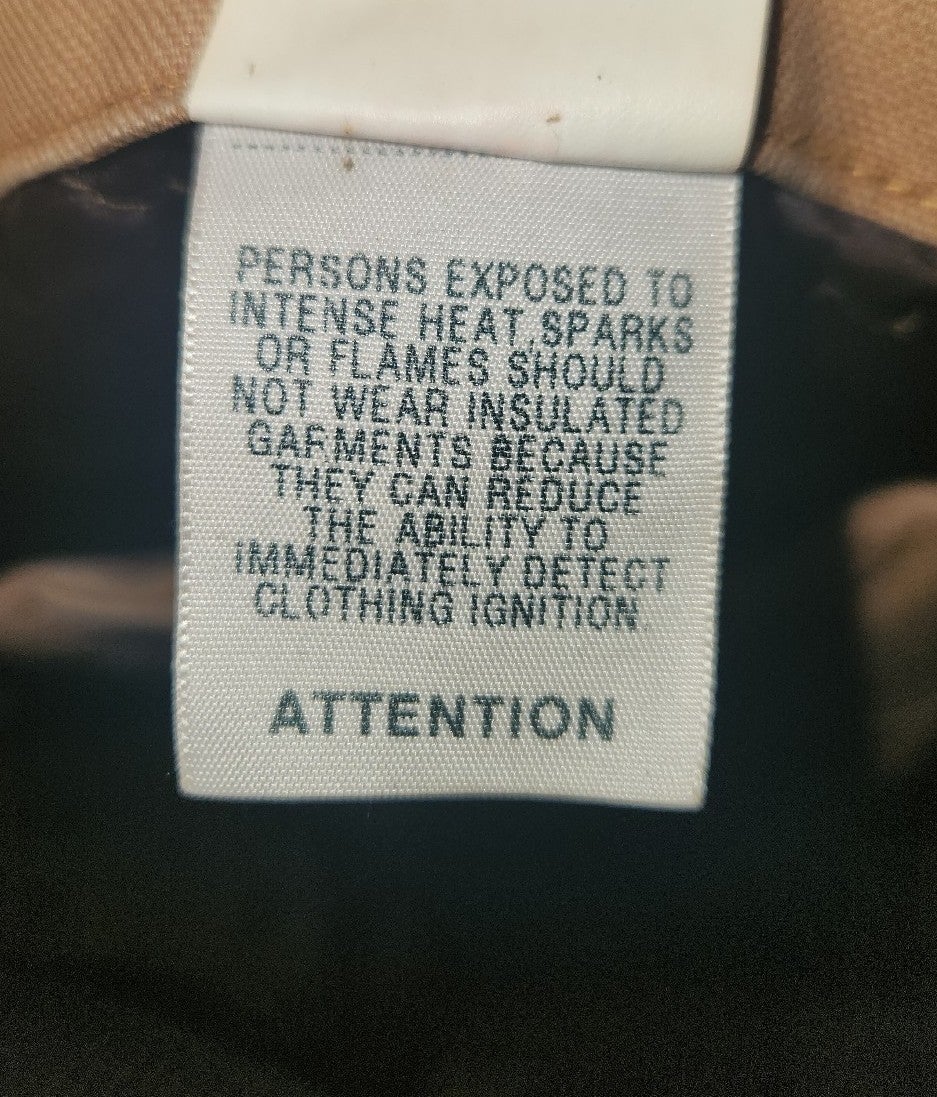 PERSONS EXPOSED TO
INTENSE HEAT, SPARKS
OR FLAMES SHOULD
NOT WEAR INSULATED
GARMENTS BECAUSE
THEY CAN REDUCE
THE ABILITY TO
IMMEDIATELY DETECT
CLOTHING IGNITION.
ATTENTION